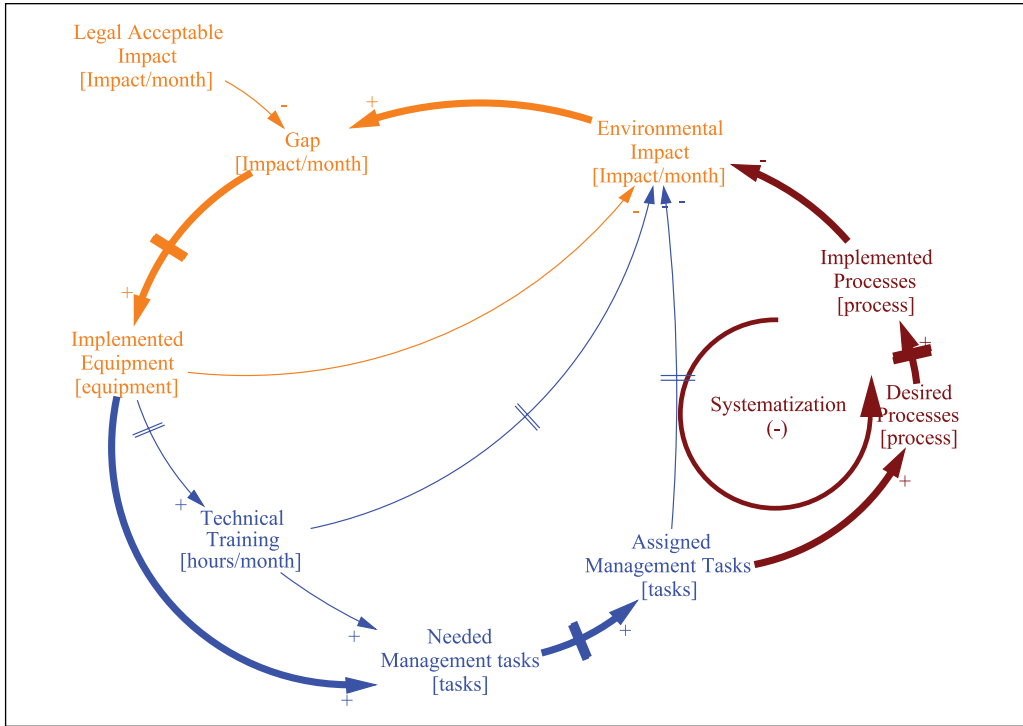 Legal Acceptable
Impact
[Impact/month]
-
+
Gap
[Impact/month]
Environmental
Impact
[Impact/month]
-
-
-
-
Implemented
Processes
[process]
+
+
Implemented
Equipment
[equipment]
Desired
Processes
[process]
+
Systematization
(-)
+
Technical
Training
[hours/month]
Assigned
Management Tasks
[tasks]
+
+
Needed
Management tasks
[tasks]
+